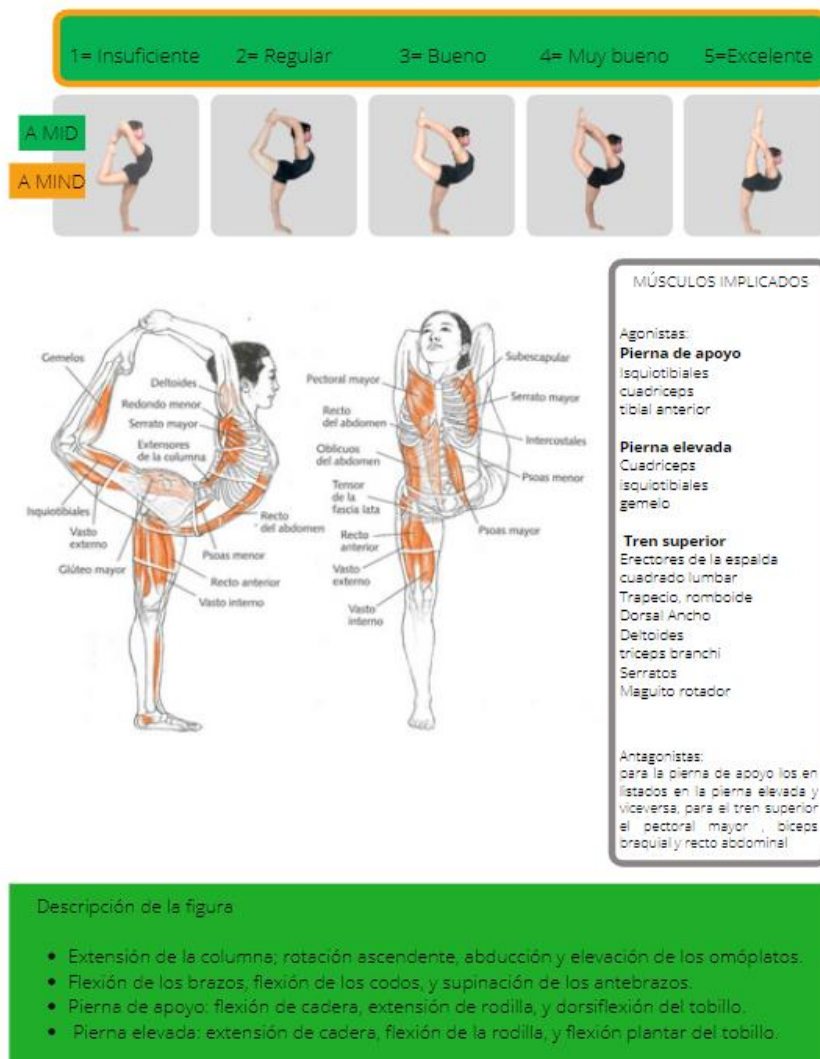 1= Insuficiente 2= Regular 3= Bueno 4= Muy bueno 5=Excelente
A MID
A MIND
Gemelos
Deltoides
Redondo menor
Serrato mayor
Extensores
de la columna
Isquiotibiales
Vasto
externo
Glúteo mayor
Recto
del abdomen
Psoas menor
Recto anterior
Vasto interno
Pectoral mayor
Recto
del abdomen
Oblicuos
del abdomen
Tensor
de la
fascia lata
Recto
anterior
Vasto
externo
Vasto
interno
Subescapular
Serrato mayor
Intercostales
Psoas menor
Psoas mayor
MÚSCULOS IMPLICADOS
Agonistas:
Pierna de apoyo
Isquiotibiales
cuadriceps
tibial anterior
Pierna elevada
Cuadriceps
isquiotibiales
gemelo
Tren superior
Erectores de la espalda
cuadrado lumbar
Trapecio, romboide
Dorsal Ancho
Deltoides
triceps branchi
Serratos
Maguito rotador
Antagonistas:
para la pierna de apoyo los en
listados en la pierna elevada y
viceversa, para el tren superior
el pectoral mayor , biceps
braquial y recto abdominal
Descripción de la figura
• Extensión de la columna; rotación ascendente, abducción y elevación de los omóplatos.
• Flexión de los brazos, flexión de los codos, y supinación de los antebrazos.
• Pierna de apoyo: flexión de cadera, extensión de rodilla, y dorsiflexión del tobillo.
• Pierna elevada: extensión de cadera, flexión de la rodilla, y flexión plantar del tobillo.